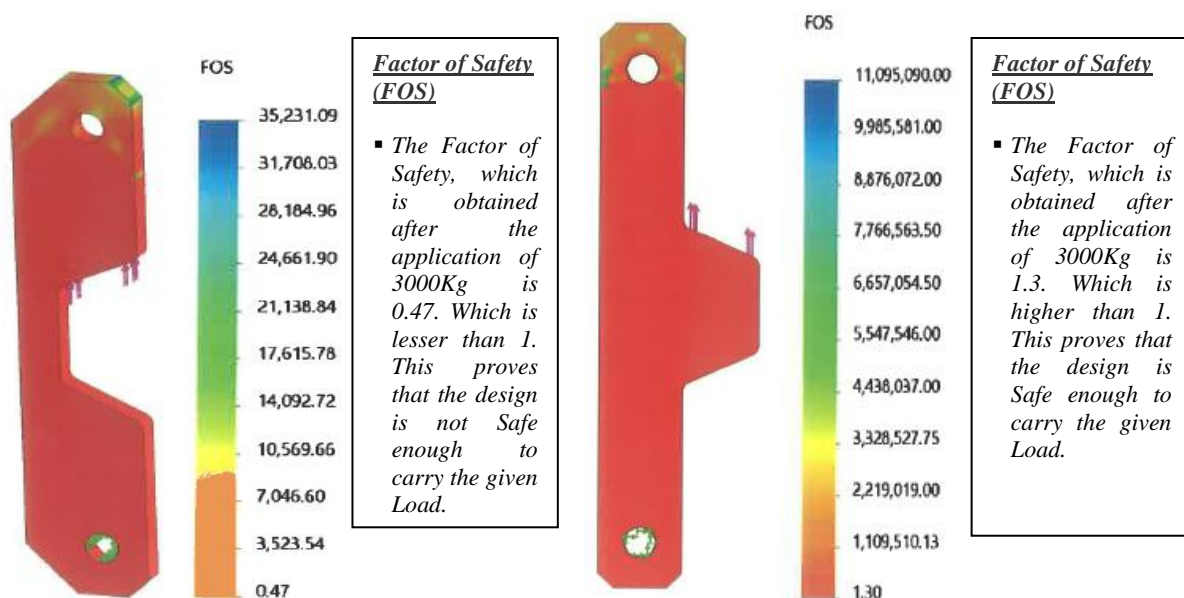 FOS
35,231.09
31,708.03
28,184.96
24,661.90
21,138.84
17,615.78
14,092.72
10,569.66
7,046.60
3,523.54
0.47
Factor of Safety
(FOS)
▪ The Factor of
Safety, which
is obtained
after the
application of
3000Kg is
0.47. Which is
lesser than 1.
This proves
that the design
is not Safe
enough to
carry the given
Load.
FOS
11,095,090.00
9,985,581.00
8,876,072.00
7,766,563.50
6,657,054.50
5,547,546.00
4,438,037.00
3,328,527.75
2,219,019.00
1,109,510.13
1.30
Factor of Safety
(FOS)
▪ The Factor of
Safety, which is
obtained after
the application
of 3000Kg is
1.3. Which is
higher than 1.
This proves that
the design is
Safe enough to
carry the given
Load.